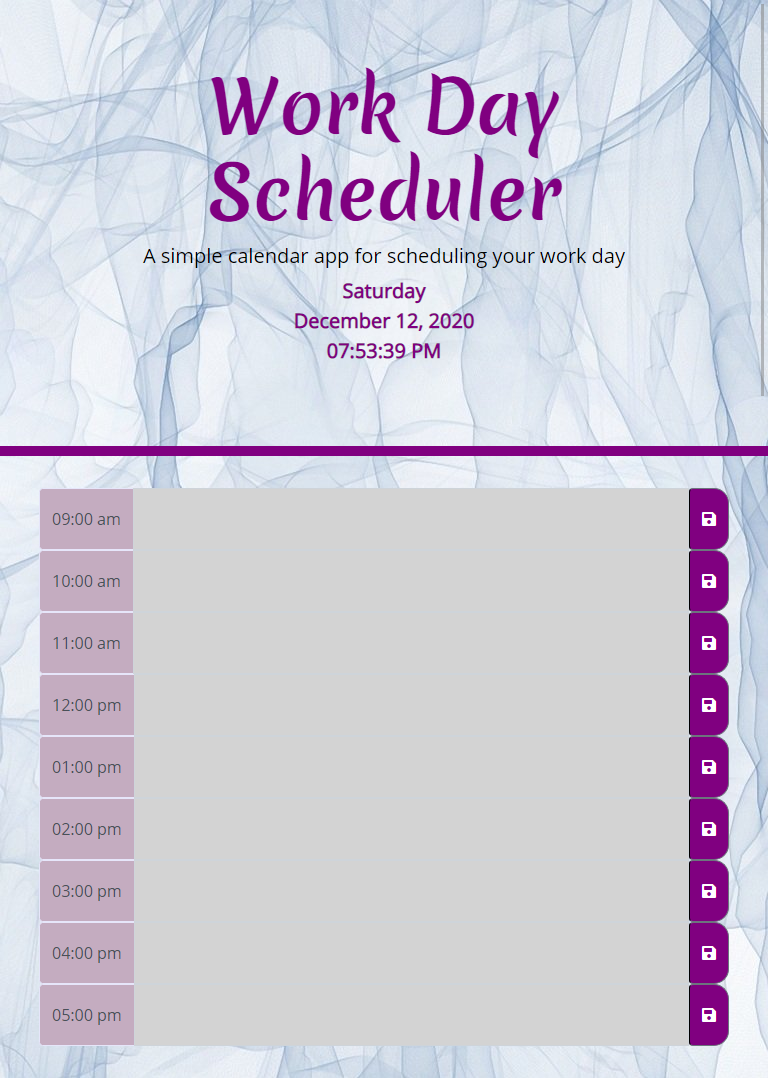 Work Day
Scheduler
A simple calendar app for scheduling your work day
Saturday
December 12, 2020
07:53:39 PM
09:00 am
10:00 am
11:00 am
12:00 pm
01:00 pm
02:00 pm
03:00 pm
04:00 pm
05:00 pm